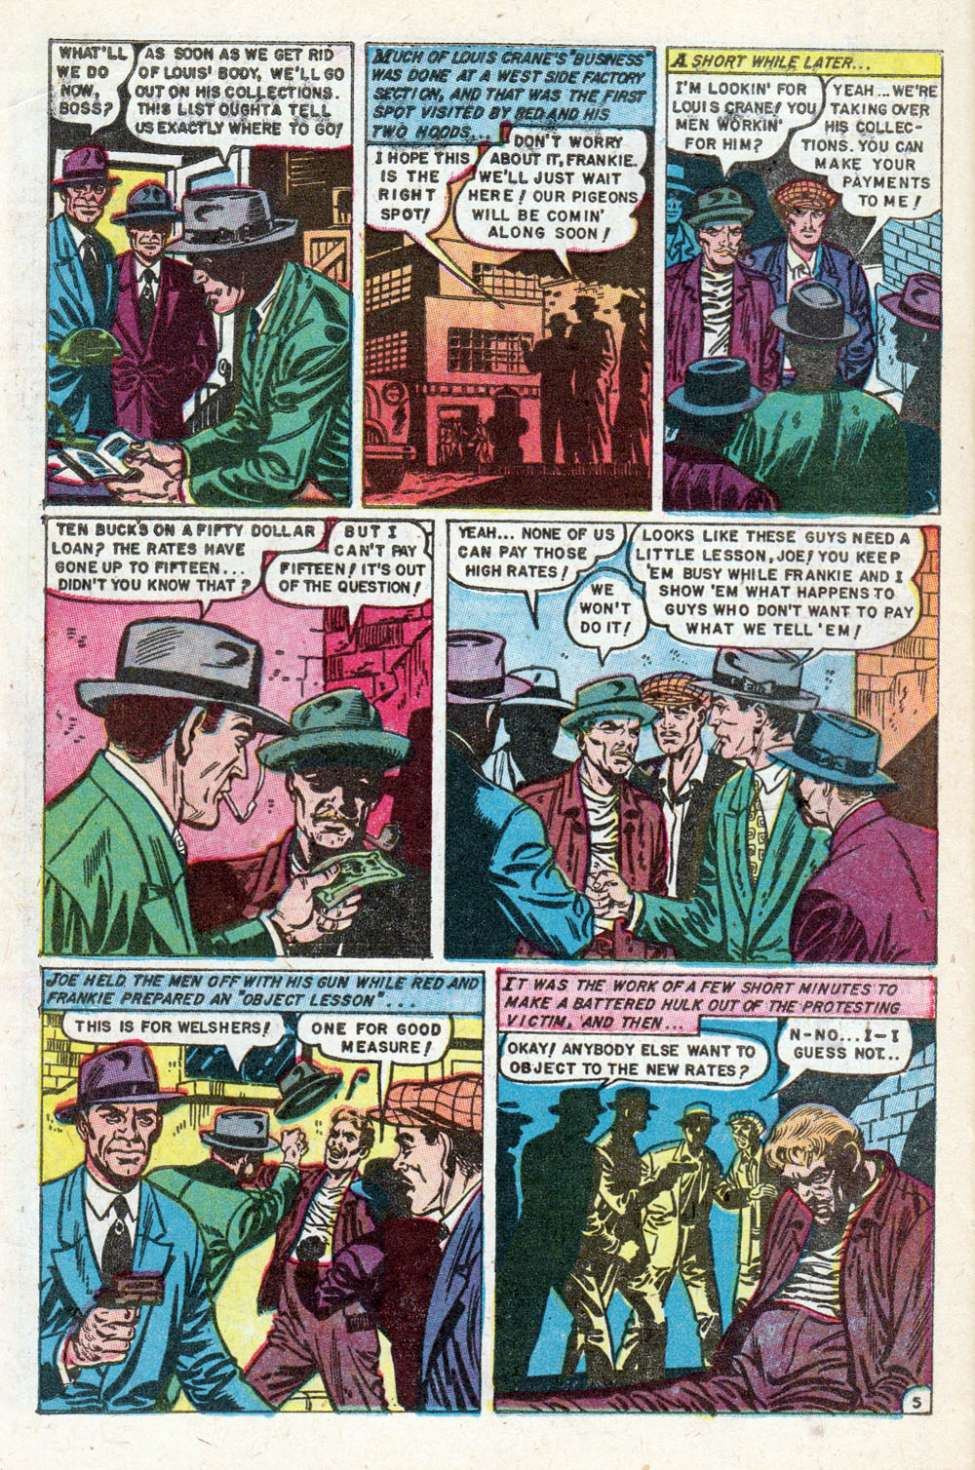 WHAT'LL
WE DO
NOW,
BOSS?
AS SOON AS WE GET RID
OF LOUIS' BODY, WE'LL GO
OUT ON HIS COLLECTIONS.
THIS LIST OUGHTA TELL
US EXACTLY WHERE TO GO!
MUCH OF LOUIS CRANE'S "BUSINESS"
WAS DONE AT A WEST SIDE FACTORY
SECTION, AND THAT WAS THE FIRST
SPOT VISITED BY RED AND HIS
TWO HOODS...
I HOPE THIS
IS THE
RIGHT
SPOT!
DON'T WORRY
ABOUT IT, FRANKIE.
WE'LL JUST WAIT
HERE! OUR PIGEONS
WILL BE COMIN'
ALONG SOON!
A SHORT WHILE LATER...
I'M LOOKIN' FOR
LOUIS CRANE! YOU
MEN WORKIN'
FOR HIM?
YEAH... WE'RE
TAKING OVER
HIS COLLEC-
TIONS. YOU CAN
MAKE YOUR
PAYMENTS
TO ME!
TEN BUCKS ON A FIFTY DOLLAR
LOAN? THE RATES HAVE
GONE UP TO FIFTEEN...
DIDN'T YOU KNOW THAT?
BUT I
CAN'T PAY
FIFTEEN! IT'S OUT
OF THE QUESTION!
YEAH... NONE OF US
CAN PAY THOSE
HIGH RATES!
WE
WON'T
DO IT!
LOOKS LIKE THESE GUYS NEED A
LITTLE LESSON, JOE! YOU KEEP
'EM BUSY WHILE FRANKIE AND I
SHOW 'EM WHAT HAPPENS TO
GUYS WHO DON'T WANT TO PAY
WHAT WE TELL 'EM!
JOE HELD THE MEN OFF WITH HIS GUN WHILE RED AND
FRANKIE PREPARED AN "OBJECT LESSON"...
THIS IS FOR WELSHERS!
ONE FOR GOOD
MEASURE!
IT WAS THE WORK OF A FEW SHORT MINUTES TO
MAKE A BATTERED HULK OUT OF THE PROTESTING
VICTIM, AND THEN...
OKAY! ANYBODY ELSE WANT TO
OBJECT TO THE NEW RATES?
N-NO... I-I
GUESS NOT..
5